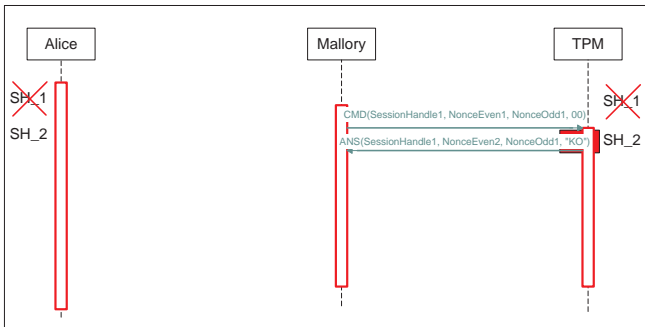 Alice
Mallory
TPM
SH_1
SH_1
CMD(SessionHandle1, NonceEven1, NonceOdd1, 00)
SH_2
SH_2
ANS(SessionHandle1, NonceEven2, NonceOdd1, "KO")